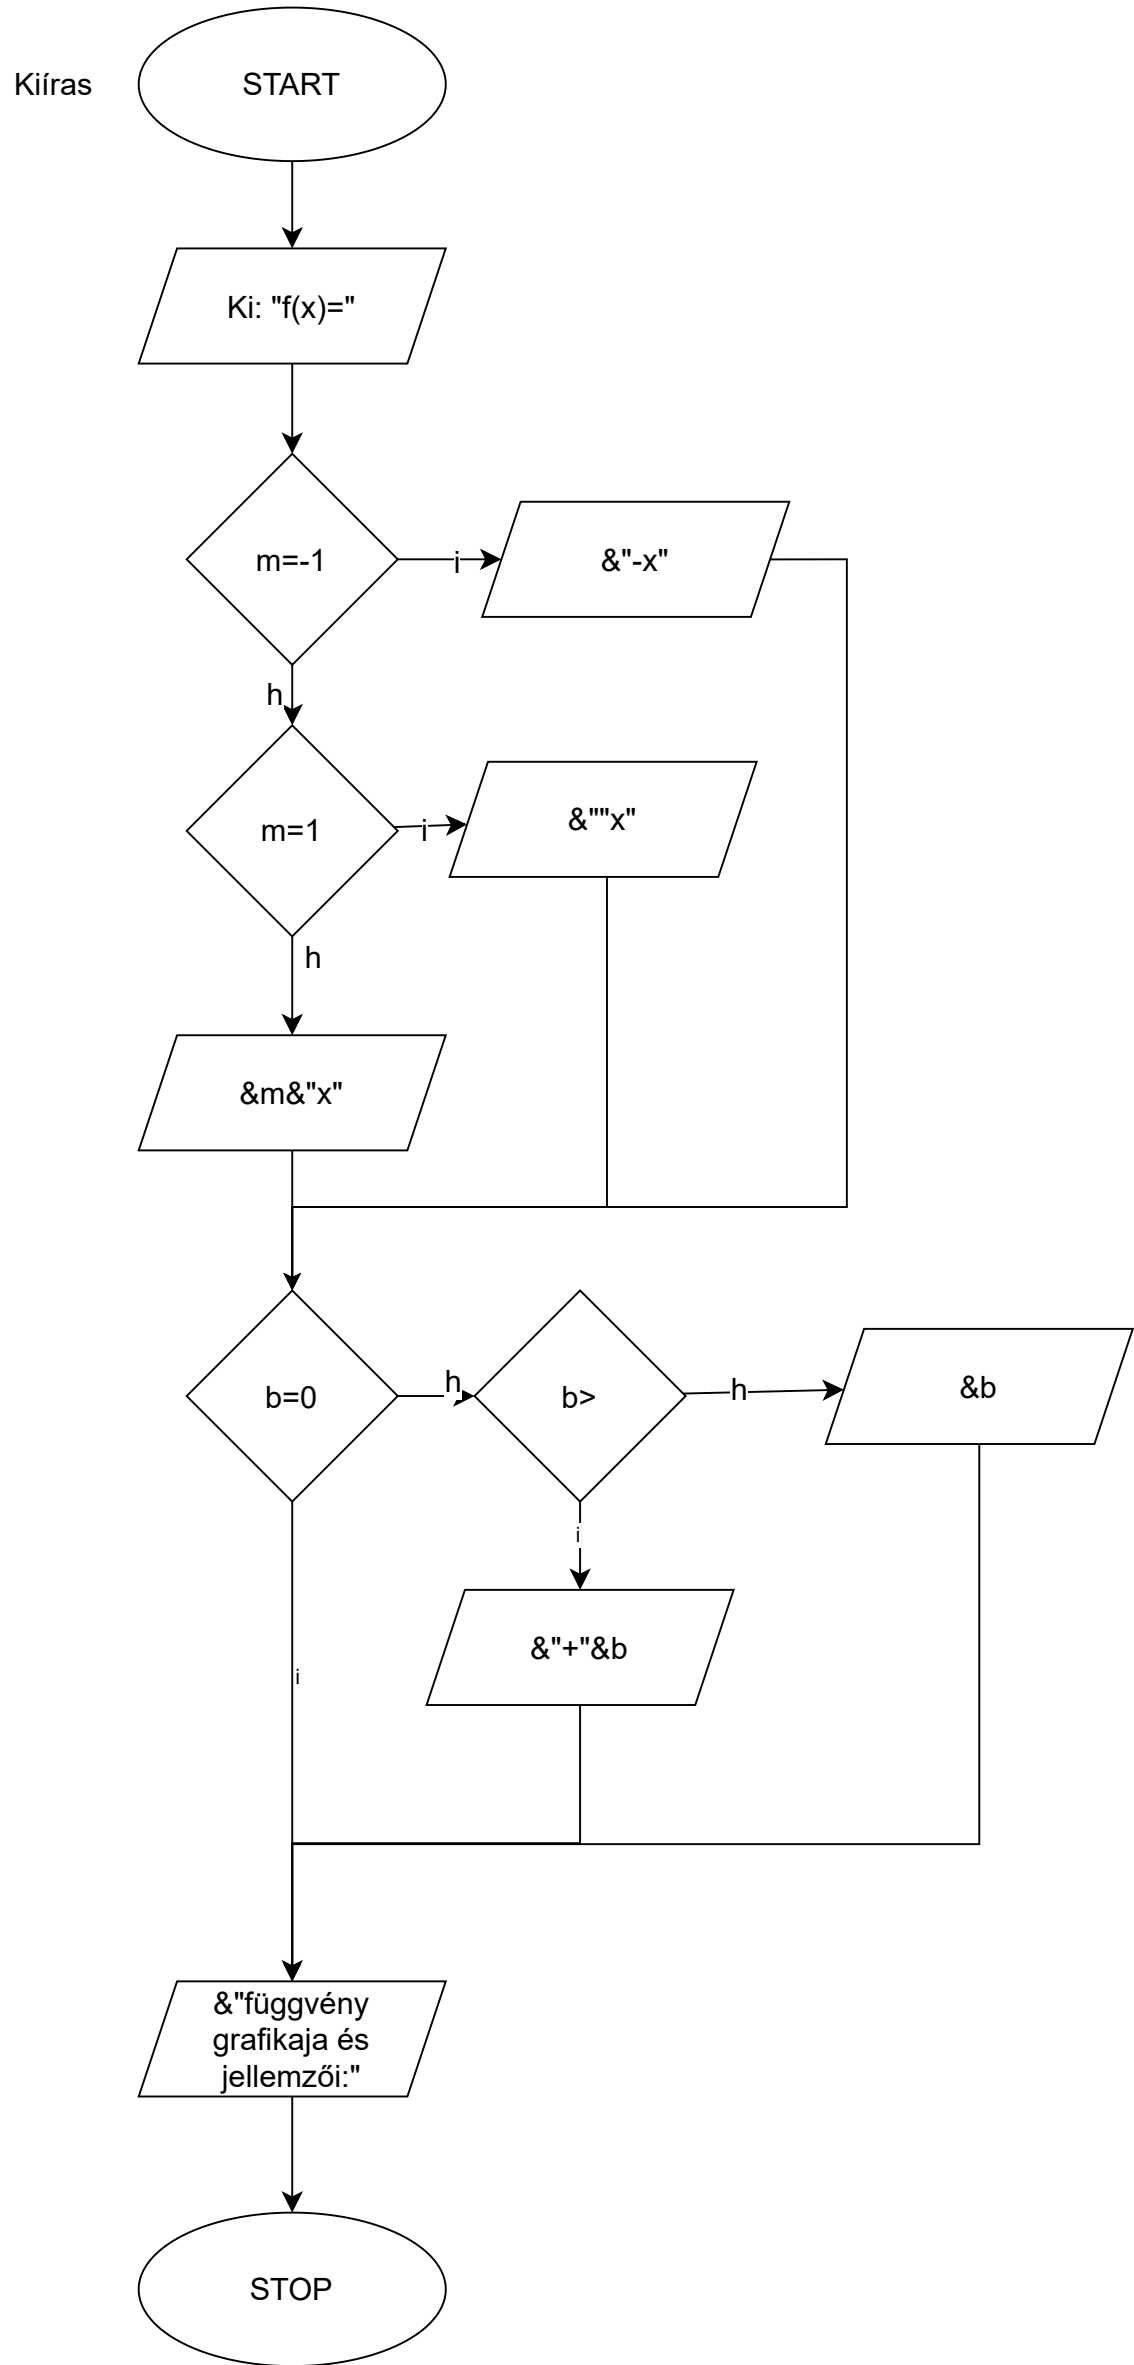 Kiíras
START
Ki: "f(x)="
m=-1
i
&"-x"
h
m=1
i
&""x"
h
&m&"x"
b=0
h
b>
h
&b
i
&"+"&b
i
&"függvény
grafikaja és
jellemzői:"
STOP